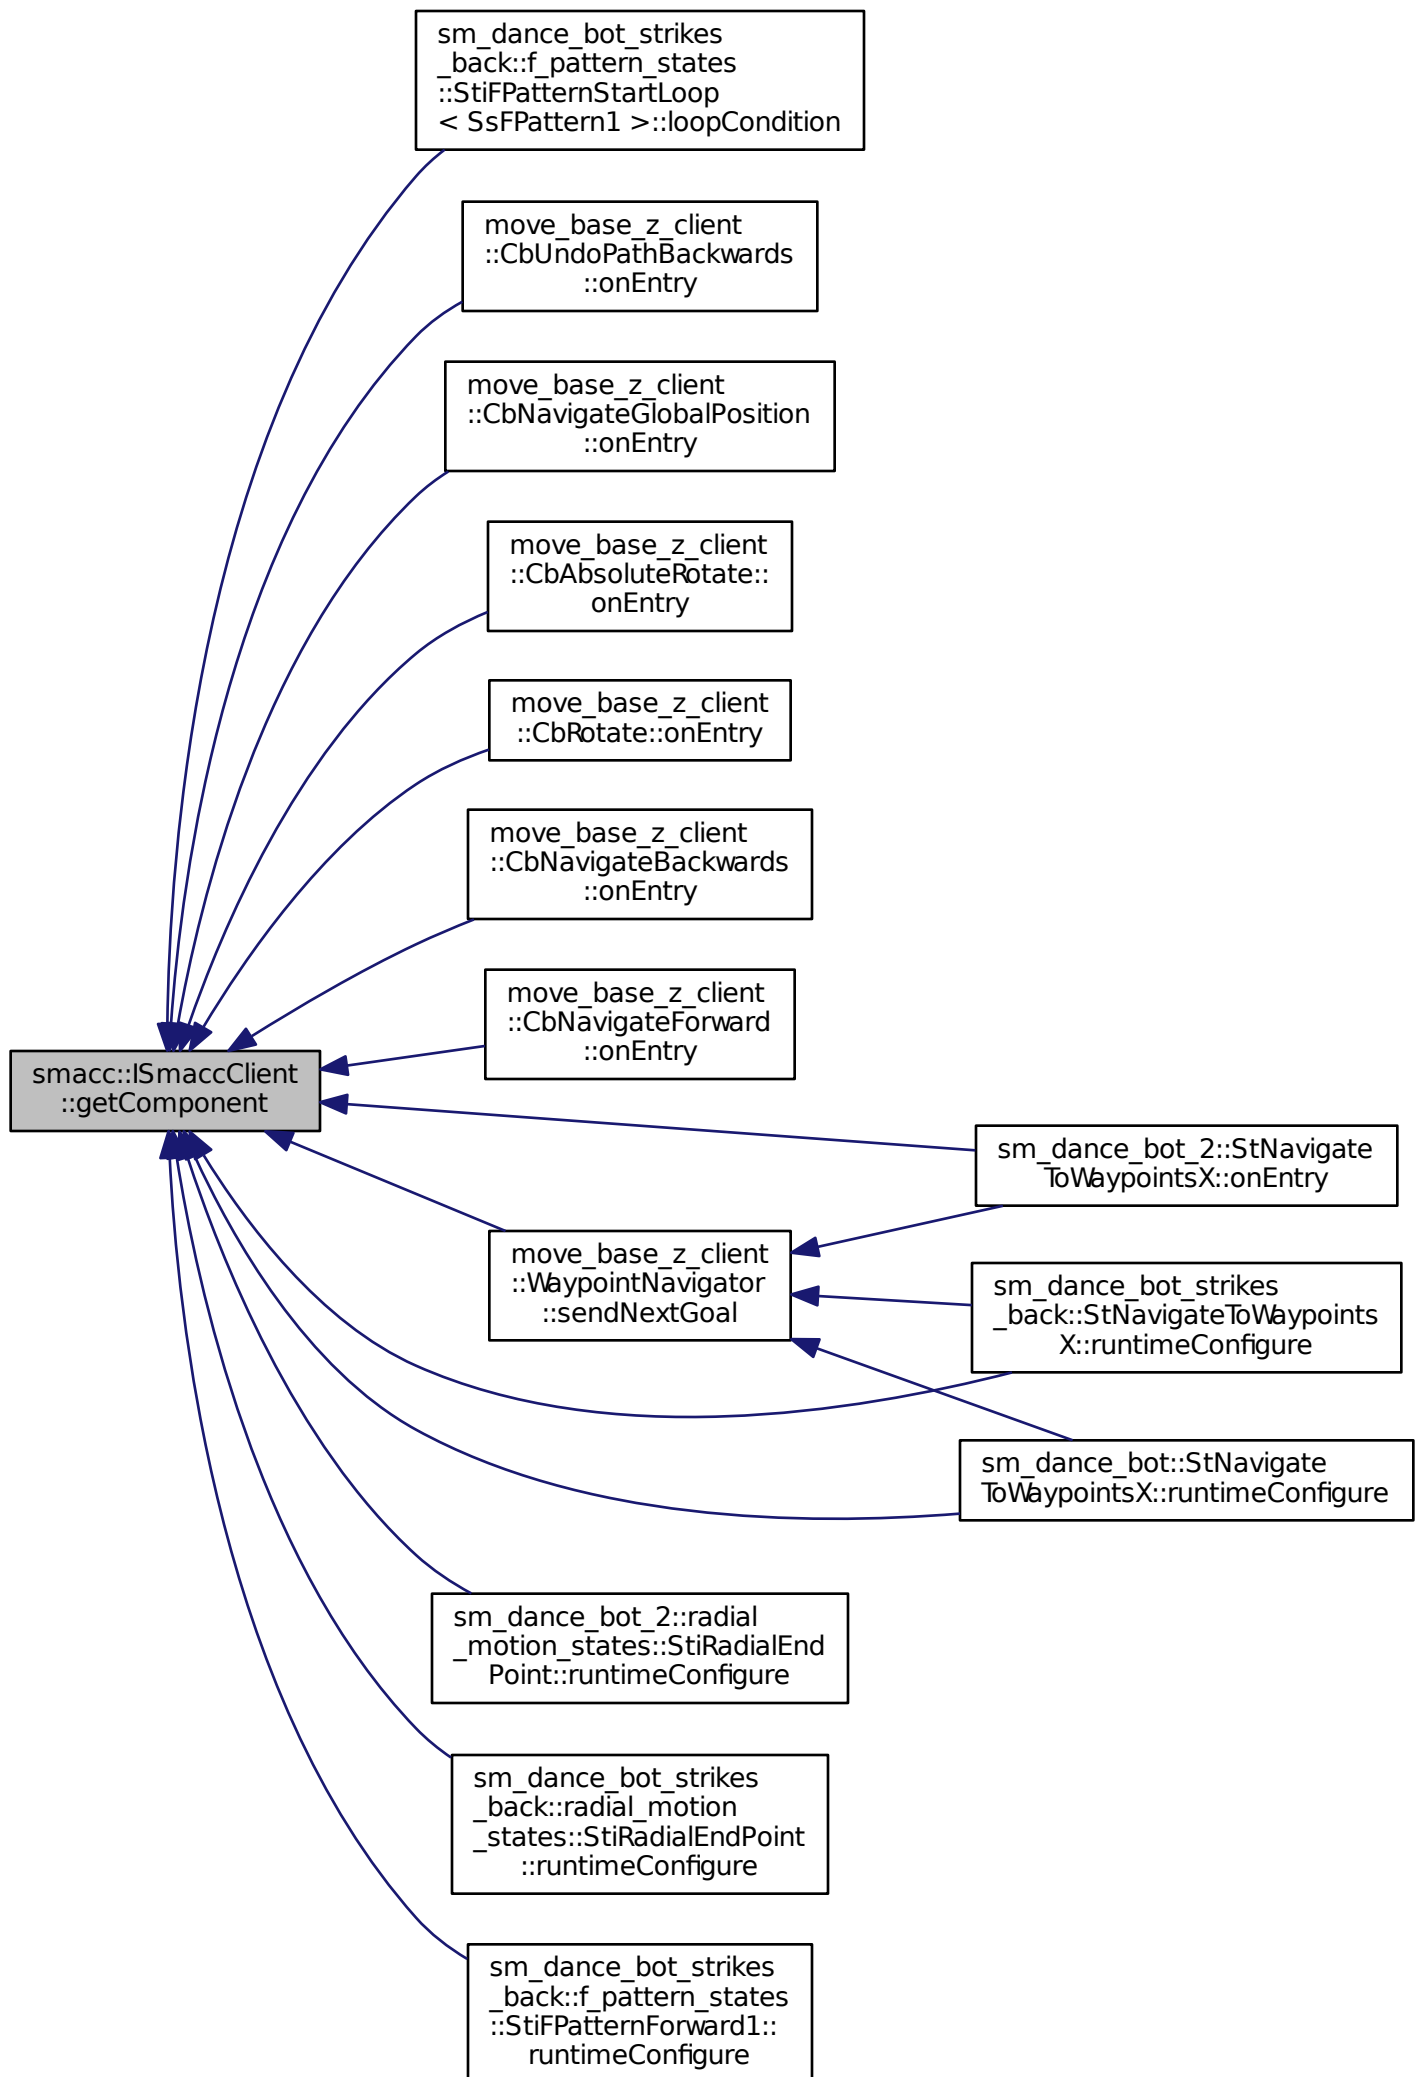 sm_dance_bot_strikes
_back::f_pattern_states
::StiFPatternStartLoop
< SsFPattern1 >::loopCondition
move_base_z_client
::CbUndoPathBackwards
::onEntry
move_base_z_client
::CbNavigateGlobalPosition
::onEntry
move_base_z_client
::CbAbsoluteRotate::
onEntry
move_base_z_client
::CbRotate::onEntry
move_base_z_client
::CbNavigateBackwards
::onEntry
move_base_z_client
::CbNavigateForward
::onEntry
smacc::ISmaccClient
::getComponent
sm_dance_bot_2::StNavigate
ToWaypointsX::onEntry
move_base_z_client
::WaypointNavigator
::sendNextGoal
sm_dance_bot_strikes
_back::StNavigateToWaypoints
X::runtimeConfigure
sm_dance_bot::StNavigate
ToWaypointsX::runtimeConfigure
sm_dance_bot_2::radial
_motion_states::StiRadialEnd
Point::runtimeConfigure
sm_dance_bot_strikes
_back::radial_motion
_states::StiRadialEndPoint
::runtimeConfigure
sm_dance_bot_strikes
_back::f_pattern_states
::StiFPatternForward1::
runtimeConfigure